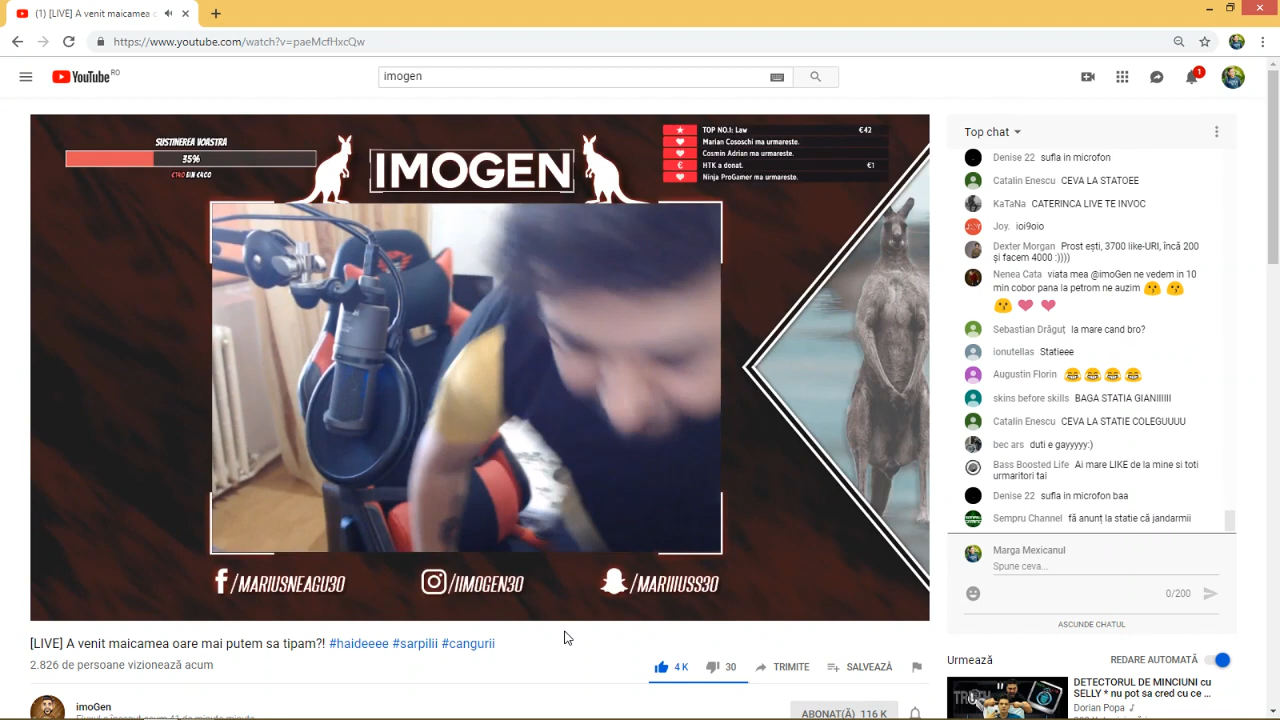 (1) [LIVE] A venit maicamea c
https://www.youtube.com/watch?v=paeMcfHxcQw
YouTube RO
imogen
1
SUSTINEREA VOASTRA
35%
€140 DIN €400
IMOGEN
TOP NO.1: Law €42
Marian Cososchi ma urmareste.
Cosmin Adrian ma urmareste.
HTK a donat. €1
Ninja ProGamer ma urmareste.
/MARIUSNEAGU30
/IIMOGEN30
/MARIIIUSS30
[LIVE] A venit maicamea oare mai putem sa tipam?! #haideeee #sarpilii #cangurii
2.826 de persoane vizionează acum
4 K
30
TRIMITE
SALVEAZĂ
imoGen
ABONAT(Ă) 116 K
Top chat
Denise 22 sufla in microfon
Catalin Enescu CEVA LA STATOEE
KaTaNa CATERINCA LIVE TE INVOC
Joy. ioi9oio
Dexter Morgan Prost ești, 3700 like-URI, încă 200
și facem 4000 :))))
Nenea Cata viata mea @imoGen ne vedem in 10
min cobor pana la petrom ne auzim
Sebastian Drăguț la mare cand bro?
ionutellas Statieee
Augustin Florin
skins before skills BAGA STATIA GIANIIIIII
Catalin Enescu CEVA LA STATIE COLEGUUUU
bec ars duti e gayyyyy:)
Bass Boosted Life Ai mare LIKE de la mine si toti
urmaritorii tai
Denise 22 sufla in microfon baa
Sempru Channel fă anunț la statie că jandarmii
Marga Mexicanul
Spune ceva...
0/200
ASCUNDE CHATUL
Urmează
REDARE AUTOMATĂ
DETECTORUL DE MINCIUNI cu
SELLY * nu pot sa cred cu ce ...
Dorian Popa